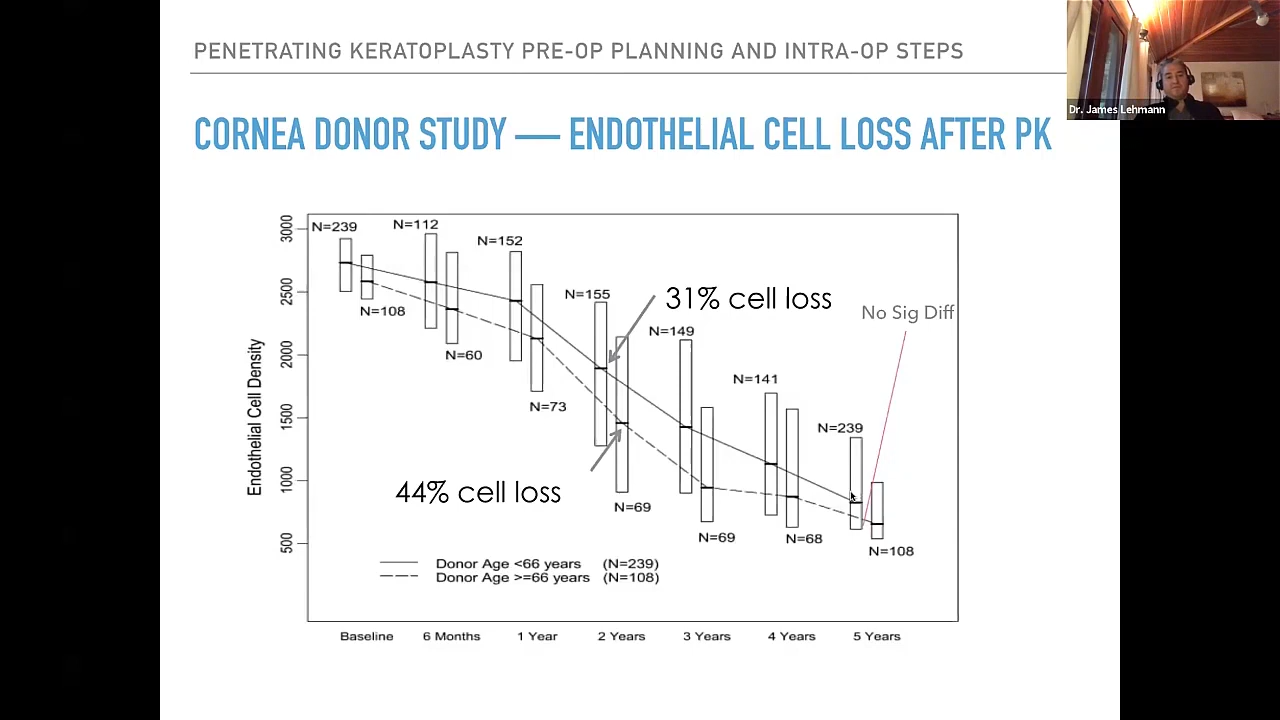 PENETRATING KERATOPLASTY PRE-OP PLANNING AND INTRA-OP STEPS
Dr. James Lehmann
CORNEA DONOR STUDY — ENDOTHELIAL CELL LOSS AFTER PK
Endothelial Cell Density
3000
2500
2000
1500
1000
500
N=239
N=108
N=112
N=60
N=152
N=73
N=155
N=69
N=149
N=69
N=141
N=68
N=239
N=108
31% cell loss
44% cell loss
No Sig Diff
Donor Age <66 years (N=239)
Donor Age >=66 years (N=108)
Baseline 6 Months 1 Year 2 Years 3 Years 4 Years 5 Years